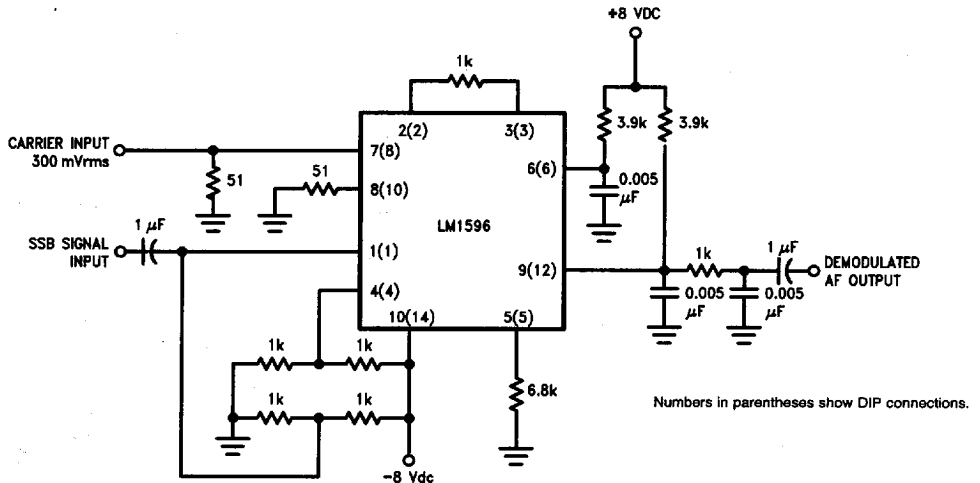 +8 VDC
1k
3.9k
3.9k
2(2)
3(3)
CARRIER INPUT
300 mVrms
7(8)
6(6)
51
51
8(10)
0.005
μF
LM1596
1 μF
SSB SIGNAL
INPUT
1(1)
9(12)
1k
1 μF
DEMODULATED
AF OUTPUT
4(4)
0.005
μF
0.005
μF
10(14)
5(5)
1k
1k
6.8k
1k
1k
Numbers in parentheses show DIP connections.
-8 Vdc